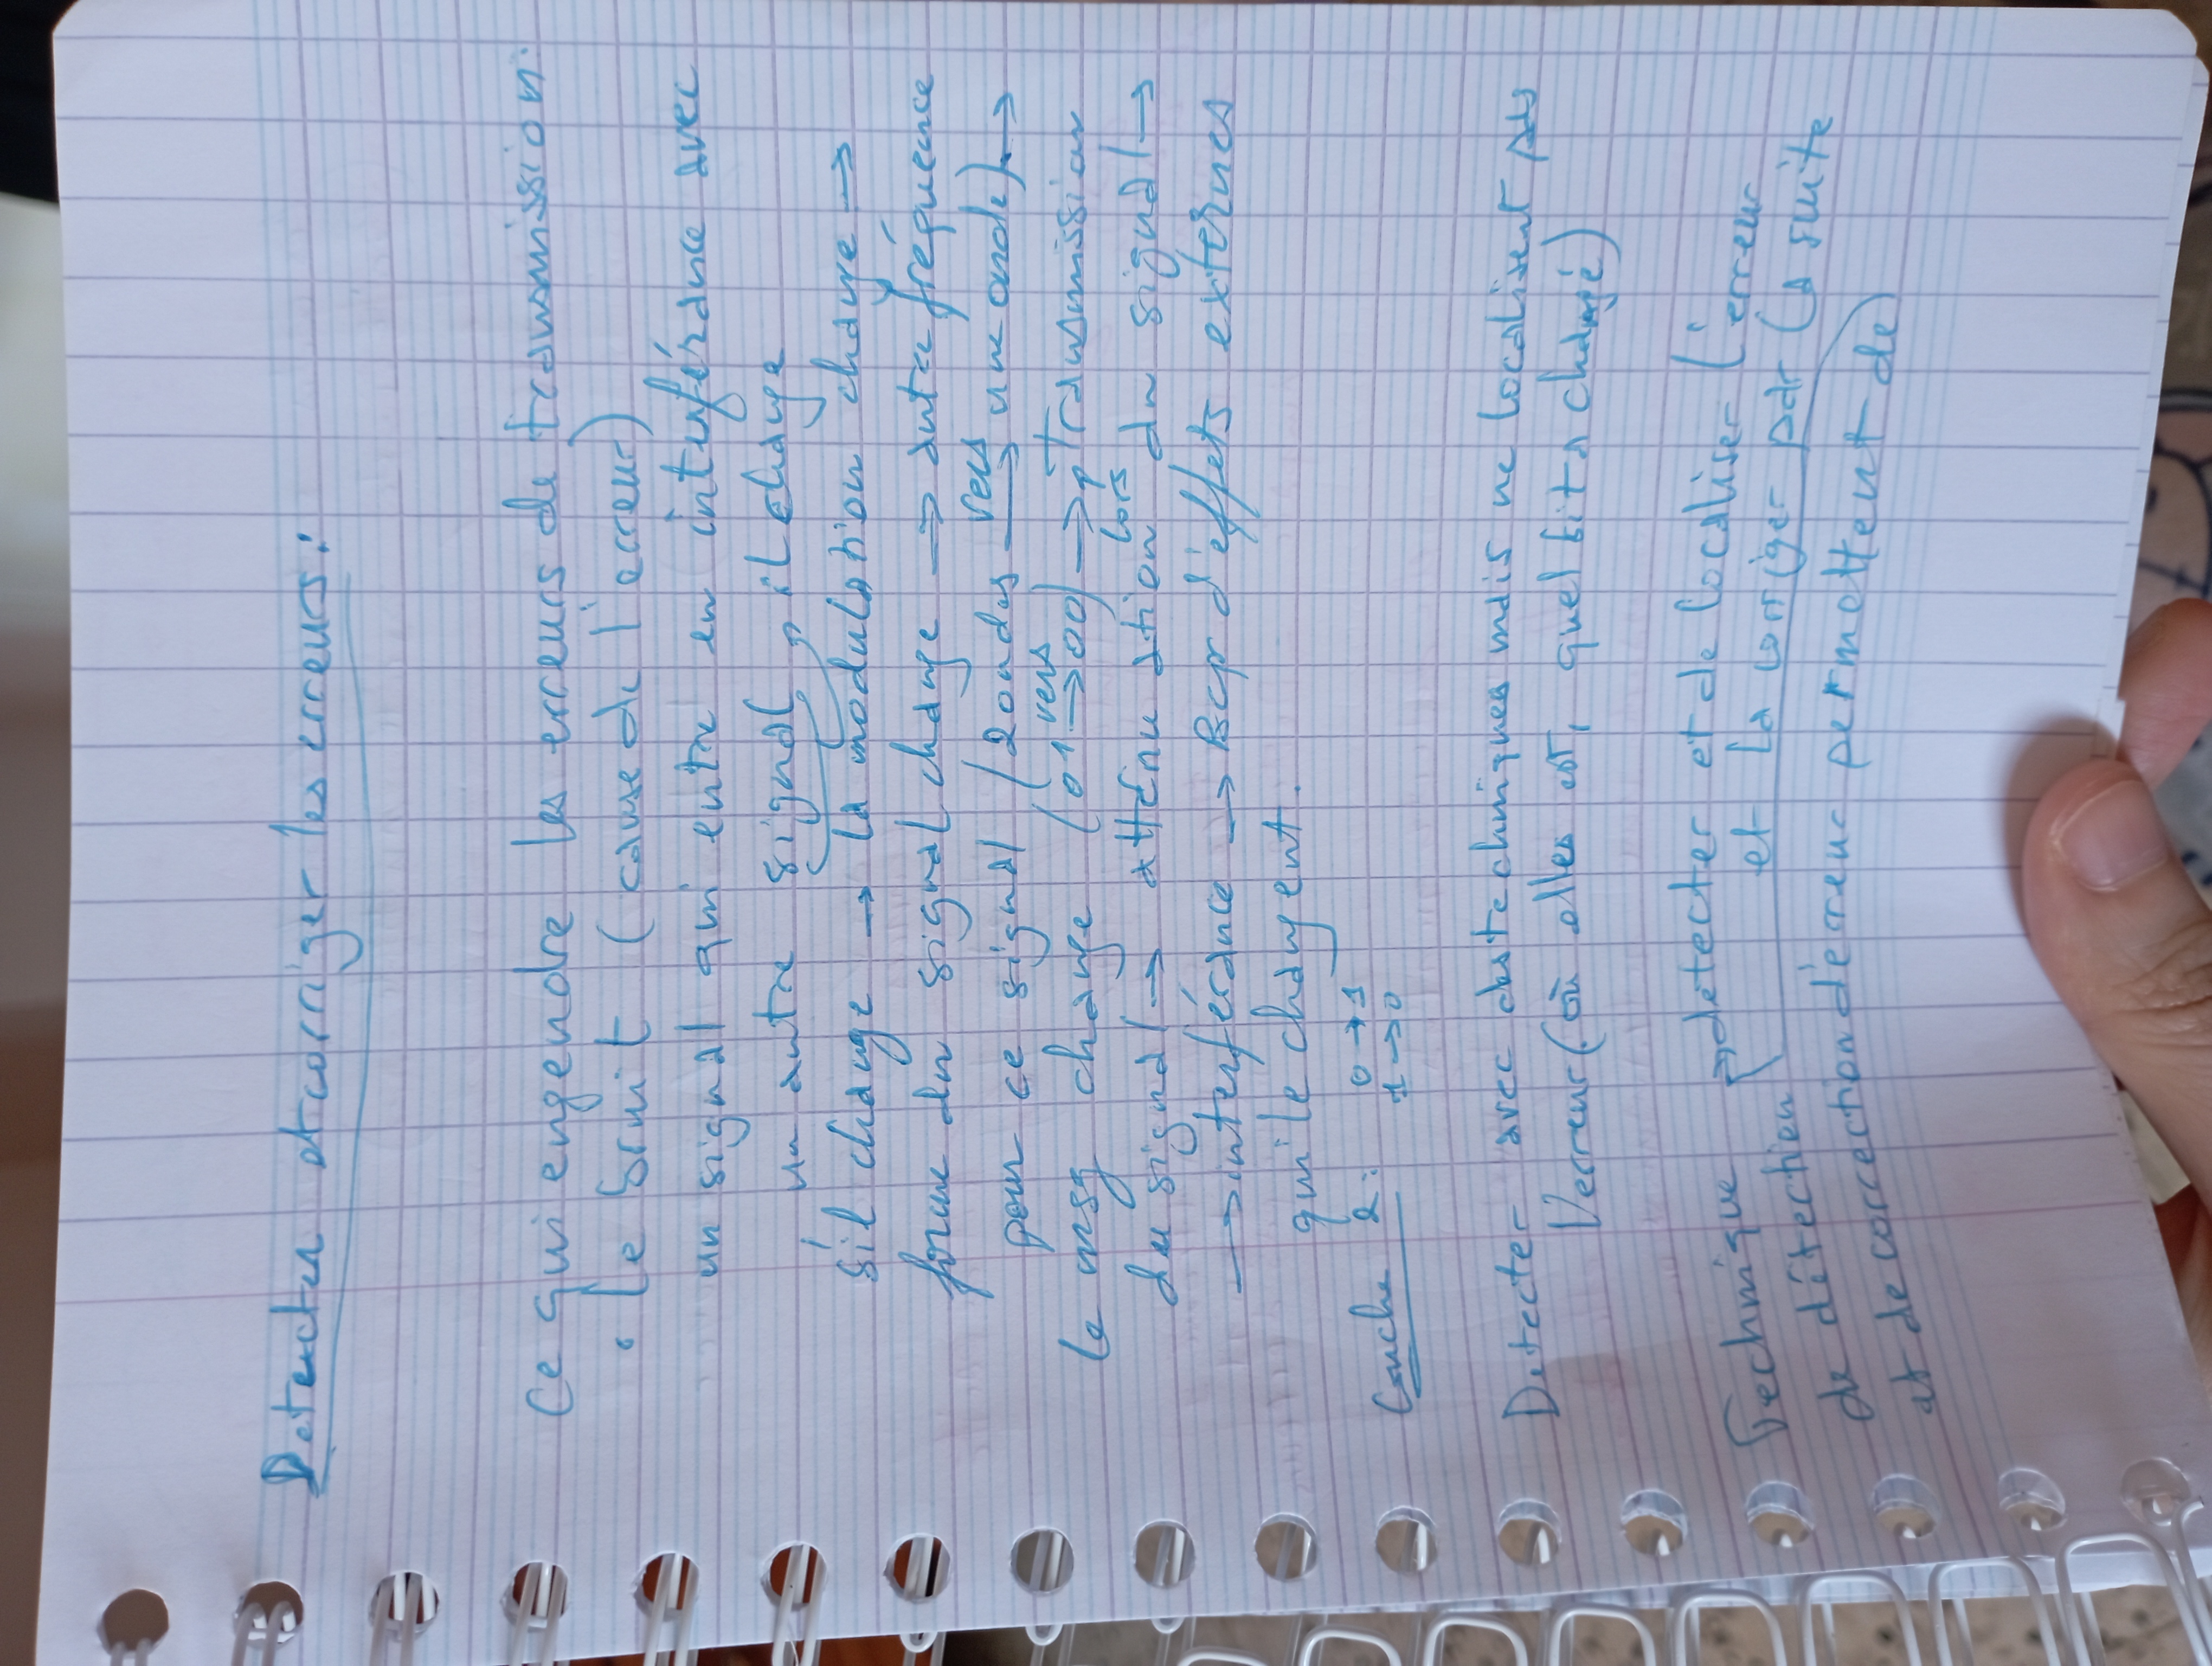 Detecter et corriger les erreurs :
Ce qui engendre les erreurs de transmission :
• Le bruit (cause de l'erreur)
un signal qui entre en interférance avec
un autre signal → il change
s'il change → la modulation change →
forme du signal change → autre fréquence
pour ce signal (2 ondes vers → une onde) →
le msg change (01 vers → 00) → lors Transmission
du signal → atténuation du signal →
→ interférance → Bcp d'effets externes
qui le changent.
Couche 2 : 0 → 1
1 → 0
Detecter avec des techniques mais ne localisent pas
l'erreur (où elles est, quel bit a changé)
Technique → détecter et de localiser l'erreur
de détection et la corriger par la suite
et de correction d'erreur permettent de